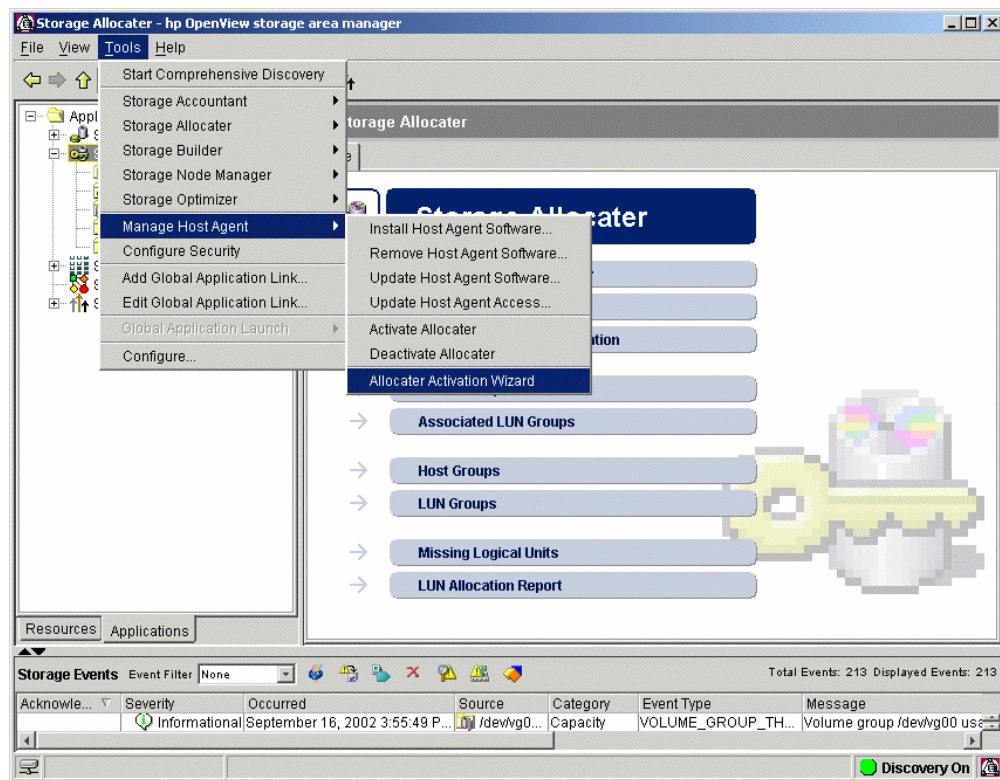 Storage Allocater - hp OpenView storage area manager
File View Tools Help
Start Comprehensive Discovery
Storage Accountant
Storage Allocater
Storage Builder
Storage Node Manager
Storage Optimizer
Manage Host Agent
Configure Security
Add Global Application Link...
Edit Global Application Link...
Global Application Launch
Configure...
Install Host Agent Software...
Remove Host Agent Software...
Update Host Agent Software...
Update Host Agent Access...
Activate Allocater
Deactivate Allocater
Allocater Activation Wizard
Appl
torage Allocater
Storage Allocater
tion
Associated LUN Groups
Host Groups
LUN Groups
Missing Logical Units
LUN Allocation Report
Resources Applications
Storage Events Event Filter None Total Events: 213 Displayed Events: 213
Acknowle... Severity Occurred Source Category Event Type Message
Informational September 16, 2002 3:55:49 P... /dev/vg0... Capacity VOLUME_GROUP_TH... Volume group /dev/vg00 usa
Discovery On